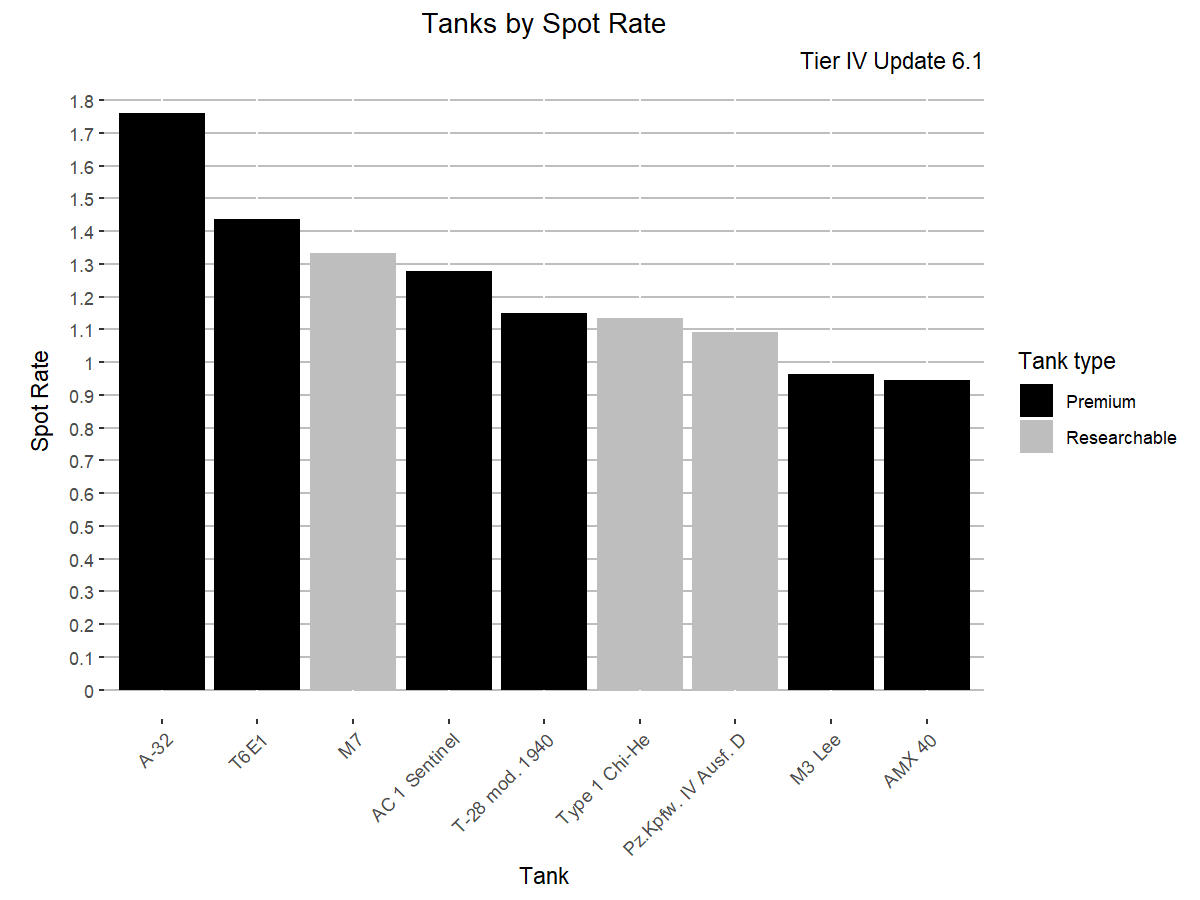 Tanks by Spot Rate
Tier IV Update 6.1
Spot Rate
1.8
1.7
1.6
1.5
1.4
1.3
1.2
1.1
1
0.9
0.8
0.7
0.6
0.5
0.4
0.3
0.2
0.1
0
A-32
T6E1
M7
AC 1 Sentinel
T-28 mod. 1940
Type 1 Chi-He
Pz.Kpfw. IV Ausf. D
M3 Lee
AMX 40
Tank
Tank type
Premium
Researchable